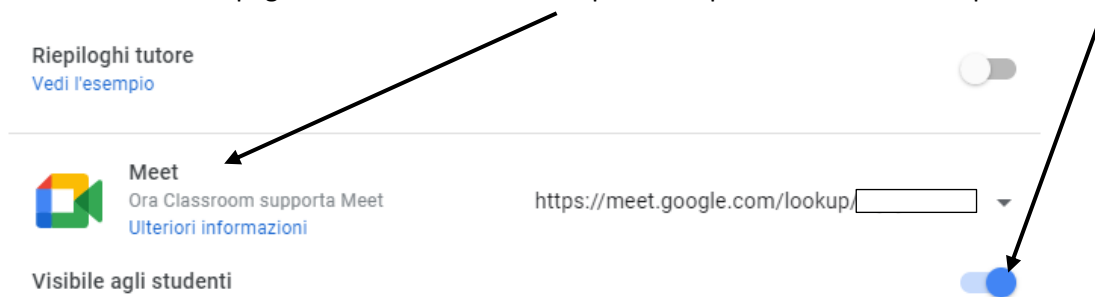 Riepiloghi tutore
Vedi l'esempio
Meet
Ora Classroom supporta Meet
https://meet.google.com/lookup/
Ulteriori informazioni
Visibile agli studenti